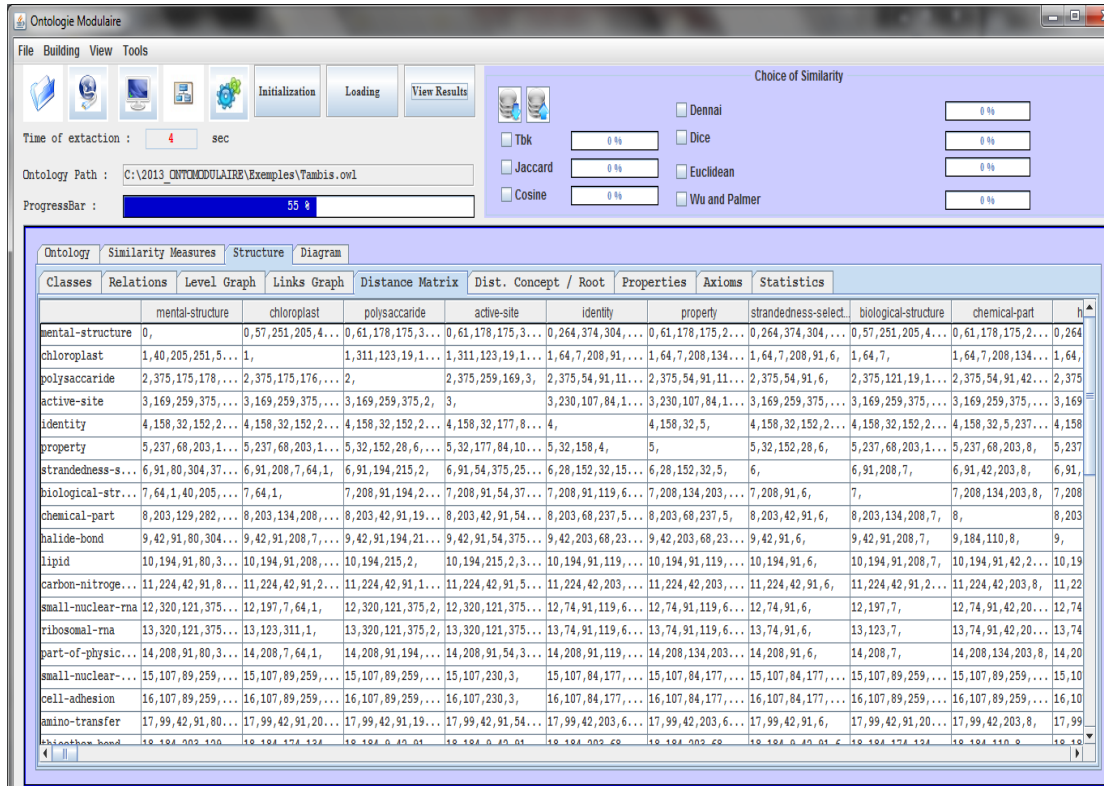 Ontologie Modulaire
File Building View Tools
Initialization Loading View Results
Choice of Similarity
Time of extaction : 4 sec
Tbk 0 % Dennai 0 %
Jaccard 0 % Dice 0 %
Cosine 0 % Euclidean 0 %
Wu and Palmer 0 %
Ontology Path : C:\2013_ONTOMODULAIRE\Exemples\Tambis.owl
ProgressBar : 55 %
Ontology Similarity Measures Structure Diagram
Classes Relations Level Graph Links Graph Distance Matrix Dist. Concept / Root Properties Axioms Statistics
mental-structure chloroplast polysaccaride active-site identity property strandedness-select... biological-structure chemical-part h
mental-structure 0, 0,57,251,205,4... 0,61,178,175,3... 0,61,178,175,3... 0,264,374,304,... 0,61,178,175,2... 0,264,374,304,... 0,57,251,205,4... 0,61,178,175,2... 0,264
chloroplast 1,40,205,251,5... 1, 1,311,123,19,1... 1,311,123,19,1... 1,64,7,208,91,... 1,64,7,208,134... 1,64,7,208,91,6, 1,64,7, 1,64,7,208,134... 1,64,
polysaccaride 2,375,175,178,... 2,375,175,176,... 2, 2,375,259,169,3, 2,375,54,91,11... 2,375,54,91,11... 2,375,54,91,6, 2,375,121,19,1... 2,375,54,91,42... 2,375
active-site 3,169,259,375,... 3,169,259,375,... 3,169,259,375,2, 3, 3,230,107,84,1... 3,230,107,84,1... 3,169,259,375,... 3,169,259,375,... 3,169,259,375,... 3,169
identity 4,158,32,152,2... 4,158,32,152,2... 4,158,32,152,2... 4,158,32,177,8... 4, 4,158,32,5, 4,158,32,152,2... 4,158,32,152,2... 4,158,32,5,237... 4,158
property 5,237,68,203,1... 5,237,68,203,1... 5,32,152,28,6,... 5,32,177,84,10... 5,32,158,4, 5, 5,32,152,28,6, 5,237,68,203,1... 5,237,68,203,8, 5,237
strandedness-s... 6,91,80,304,37... 6,91,208,7,64,1, 6,91,194,215,2, 6,91,54,375,25... 6,28,152,32,15... 6,28,152,32,5, 6, 6,91,208,7, 6,91,42,203,8, 6,91,
biological-str... 7,64,1,40,205,... 7,64,1, 7,208,91,194,2... 7,208,91,54,37... 7,208,91,119,6... 7,208,134,203,... 7,208,91,6, 7, 7,208,134,203,8, 7,208
chemical-part 8,203,129,282,... 8,203,134,208,... 8,203,42,91,19... 8,203,42,91,54... 8,203,68,237,5... 8,203,68,237,5, 8,203,42,91,6, 8,203,134,208,7, 8, 8,203
halide-bond 9,42,91,80,304... 9,42,91,208,7,... 9,42,91,194,21... 9,42,91,54,375... 9,42,203,68,23... 9,42,203,68,23... 9,42,91,6, 9,42,91,208,7, 9,184,110,8, 9,
lipid 10,194,91,80,3... 10,194,91,208,... 10,194,215,2, 10,194,215,2,3... 10,194,91,119,... 10,194,91,119,... 10,194,91,6, 10,194,91,208,7, 10,194,91,42,2... 10,19
carbon-nitroge... 11,224,42,91,8... 11,224,42,91,2... 11,224,42,91,1... 11,224,42,91,5... 11,224,42,203,... 11,224,42,203,... 11,224,42,91,6, 11,224,42,91,2... 11,224,42,203,8, 11,22
small-nuclear-rna 12,320,121,375... 12,197,7,64,1, 12,320,121,375,2, 12,320,121,375... 12,74,91,119,6... 12,74,91,119,6... 12,74,91,6, 12,197,7, 12,74,91,42,20... 12,74
ribosomal-rna 13,320,121,375... 13,123,311,1, 13,320,121,375,2, 13,320,121,375... 13,74,91,119,6... 13,74,91,119,6... 13,74,91,6, 13,123,7, 13,74,91,42,20... 13,74
part-of-physic... 14,208,91,80,3... 14,208,7,64,1, 14,208,91,194,... 14,208,91,54,3... 14,208,91,119,... 14,208,134,203... 14,208,91,6, 14,208,7, 14,208,134,203,8, 14,20
small-nuclear-... 15,107,89,259,... 15,107,89,259,... 15,107,89,259,... 15,107,230,3, 15,107,84,177,... 15,107,84,177,... 15,107,84,177,... 15,107,89,259,... 15,107,89,259,... 15,10
cell-adhesion 16,107,89,259,... 16,107,89,259,... 16,107,89,259,... 16,107,230,3, 16,107,84,177,... 16,107,84,177,... 16,107,84,177,... 16,107,89,259,... 16,107,89,259,... 16,10
amino-transfer 17,99,42,91,80... 17,99,42,91,20... 17,99,42,91,19... 17,99,42,91,54... 17,99,42,203,6... 17,99,42,203,6... 17,99,42,91,6, 17,99,42,91,20... 17,99,42,203,8, 17,99